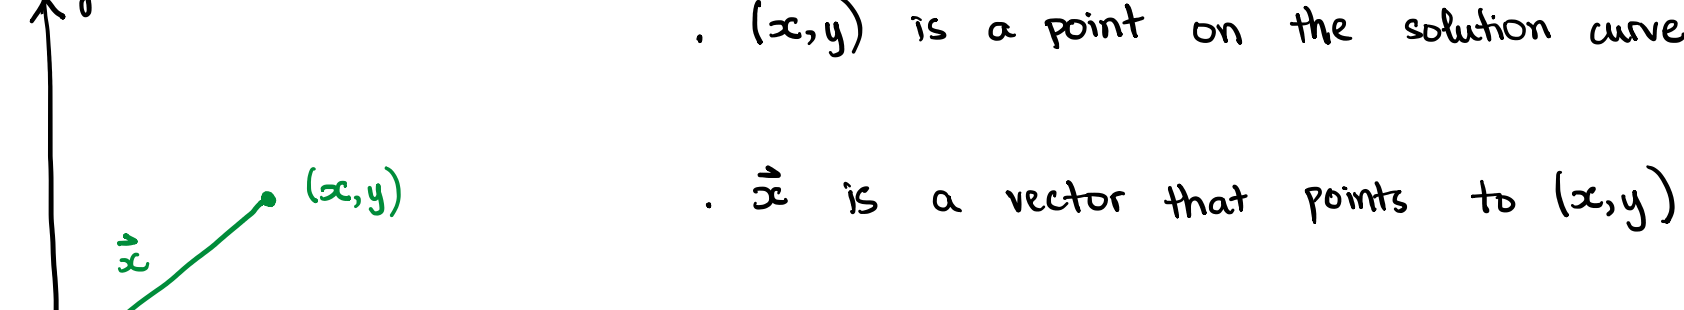 y
. (x,y) is a point on the solution curve
(x,y)
. x⃗ is a vector that points to (x,y)
x⃗